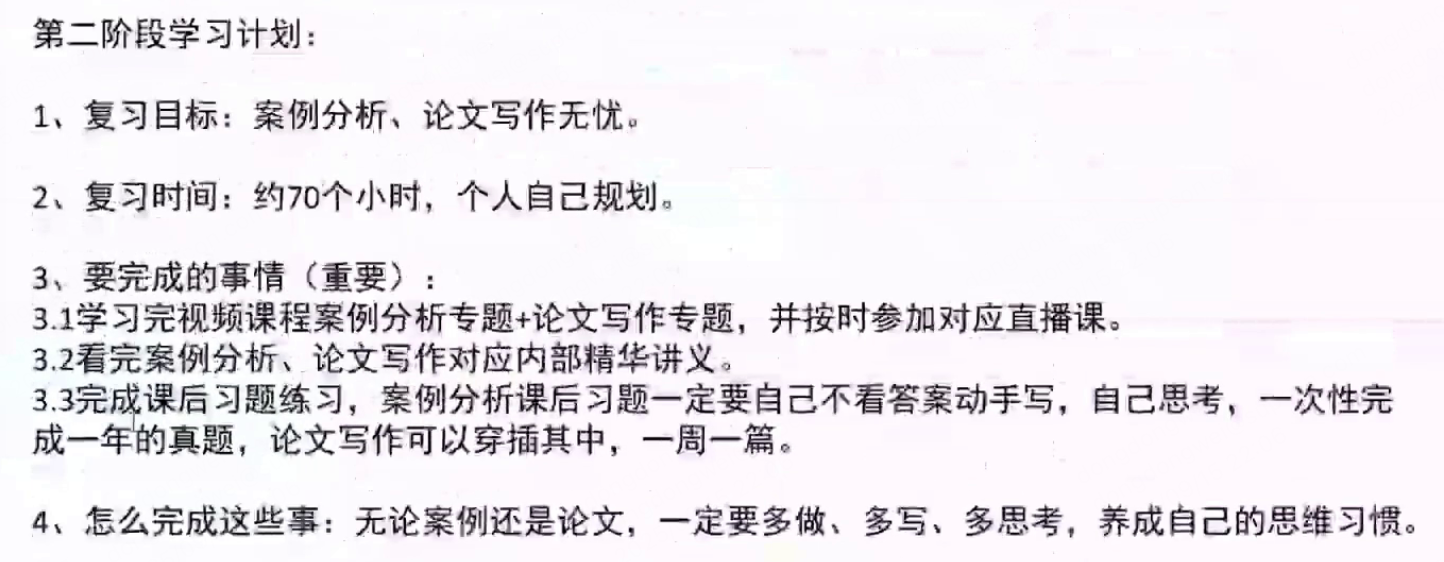 第二阶段学习计划：
1、复习目标：案例分析、论文写作无忧。
2、复习时间：约70个小时，个人自己规划。
3、要完成的事情（重要）：
3.1学习完视频课程案例分析专题+论文写作专题，并按时参加对应直播课。
3.2看完案例分析、论文写作对应内部精华讲义。
3.3完成课后习题练习，案例分析课后习题一定要自己不看答案动手写，自己思考，一次性完
成一年的真题，论文写作可以穿插其中，一周一篇。
4、怎么完成这些事：无论案例还是论文，一定要多做、多写、多思考，养成自己的思维习惯。